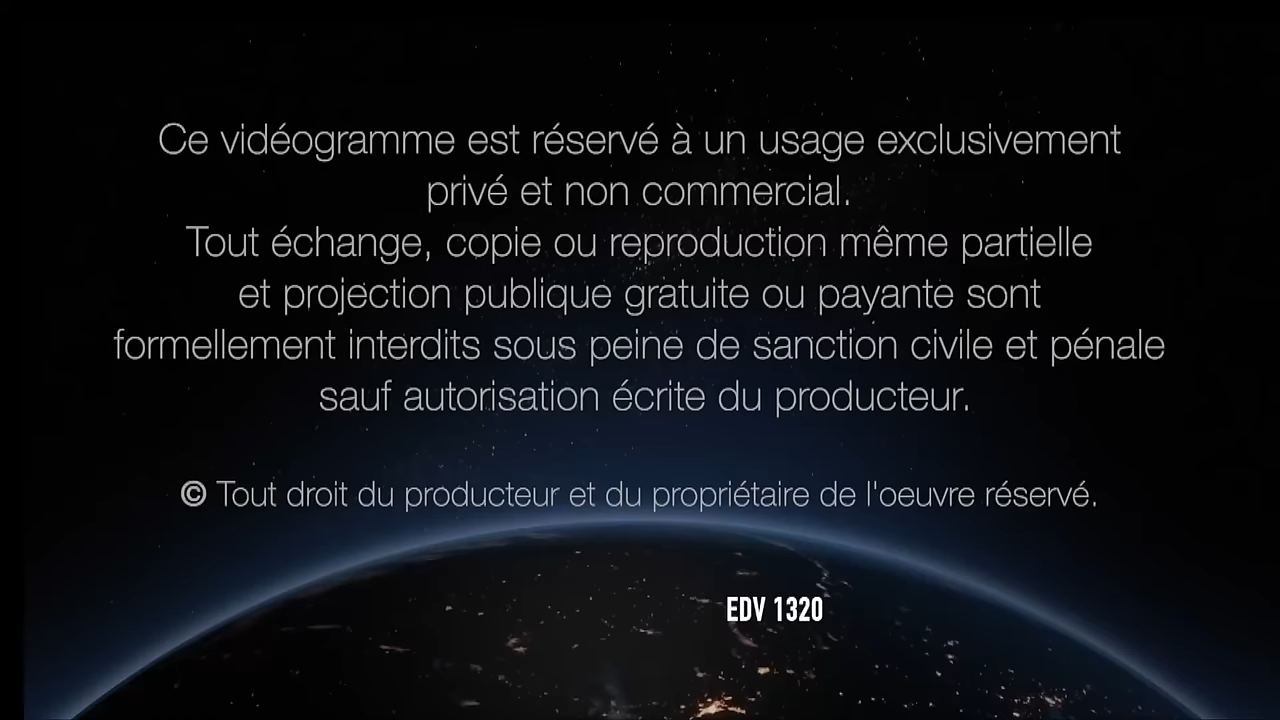 Ce vidéogramme est réservé à un usage exclusivement
privé et non commercial.
Tout échange, copie ou reproduction même partielle
et projection publique gratuite ou payante sont
formellement interdits sous peine de sanction civile et pénale
sauf autorisation écrite du producteur.
© Tout droit du producteur et du propriétaire de l'oeuvre réservé.
EDV 1320